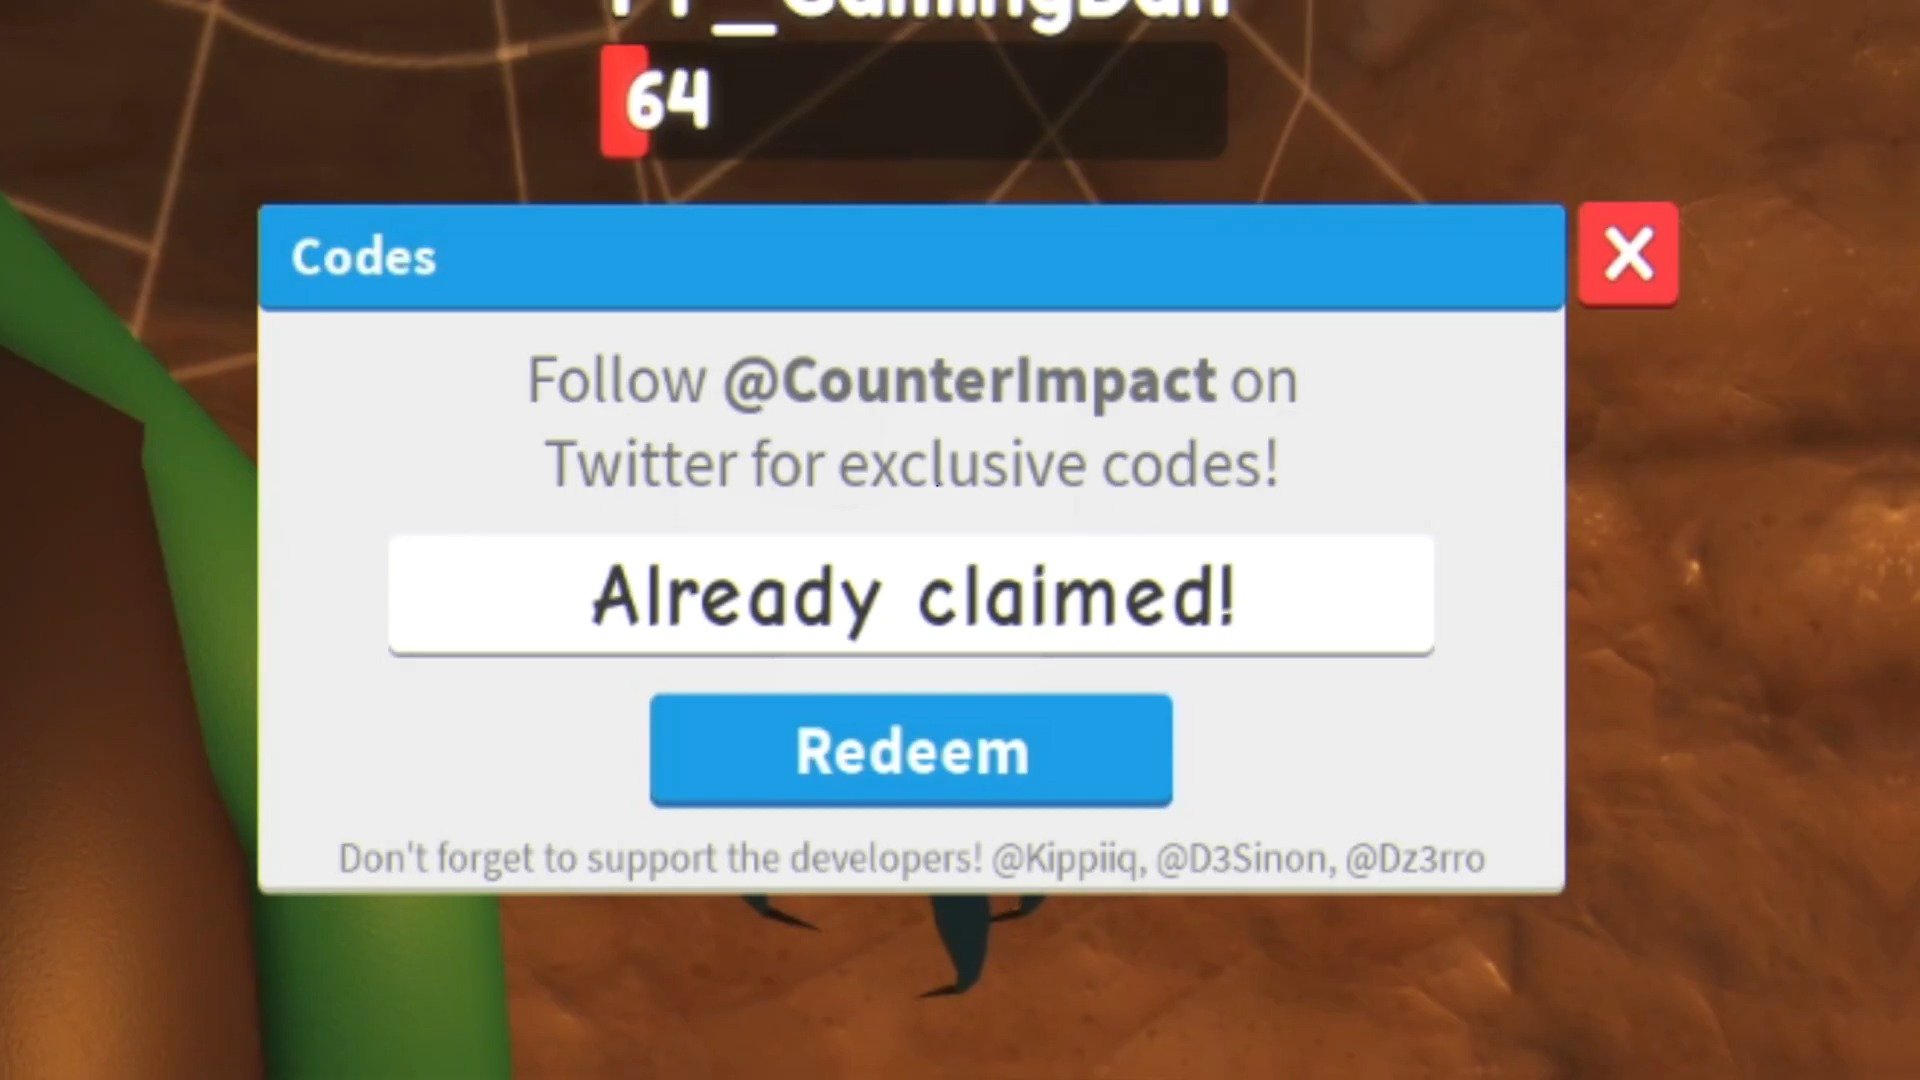 64
Codes
Follow @CounterImpact on
Twitter for exclusive codes!
Already claimed!
Redeem
Don't forget to support the developers! @Kippiiq, @D3Sinon, @Dz3rro